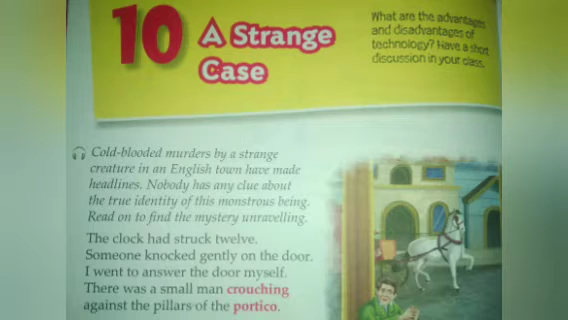 10
A Strange
Case
What are the advantages
and disadvantages of
technology? Have a short
discussion in your class.
Cold-blooded murders by a strange
creature in an English town have made
headlines. Nobody has any clue about
the true identity of this monstrous being.
Read on to find the mystery unravelling.
The clock had struck twelve.
Someone knocked gently on the door.
I went to answer the door myself.
There was a small man crouching
against the pillars of the portico.